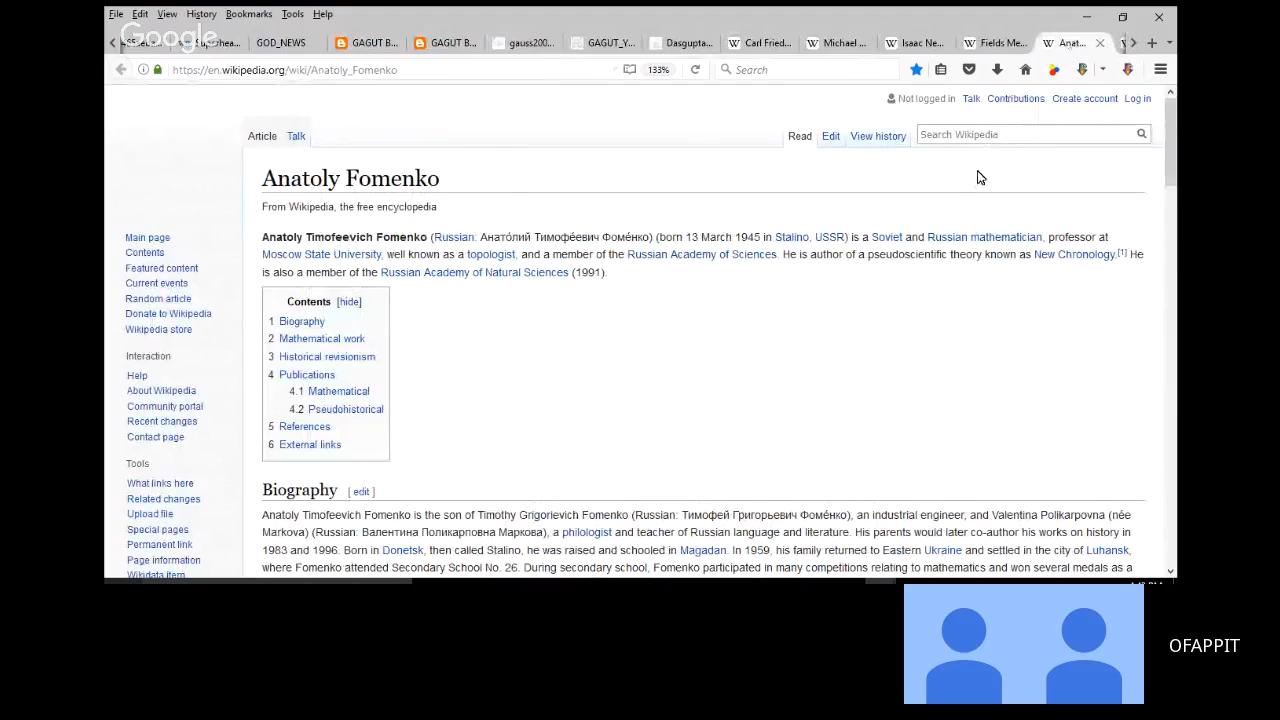 File Edit View History Bookmarks Tools Help
Google
GOD_NEWS GAGUT B... GAGUT B... gauss200... GAGUT_Y... Dasgupta... Carl Fried... Michael ... Isaac Ne... Fields Me... Anat...
https://en.wikipedia.org/wiki/Anatoly_Fomenko 133% Search
Not logged in Talk Contributions Create account Log in
Article Talk Read Edit View history Search Wikipedia
Anatoly Fomenko
From Wikipedia, the free encyclopedia
Anatoly Timofeevich Fomenko (Russian: Анато́лий Тимофе́евич Фоме́нко) (born 13 March 1945 in Stalino, USSR) is a Soviet and Russian mathematician, professor at
Moscow State University, well known as a topologist, and a member of the Russian Academy of Sciences. He is author of a pseudoscientific theory known as New Chronology.[1] He
is also a member of the Russian Academy of Natural Sciences (1991).
Main page
Contents
Featured content
Current events
Random article
Donate to Wikipedia
Wikipedia store
Interaction
Help
About Wikipedia
Community portal
Recent changes
Contact page
Tools
What links here
Related changes
Upload file
Special pages
Permanent link
Page information
Wikidata item
Contents [hide]
1 Biography
2 Mathematical work
3 Historical revisionism
4 Publications
4.1 Mathematical
4.2 Pseudohistorical
5 References
6 External links
Biography [ edit ]
Anatoly Timofeevich Fomenko is the son of Timothy Grigorievich Fomenko (Russian: Тимофей Григорьевич Фоме́нко), an industrial engineer, and Valentina Polikarpovna (née
Markova) (Russian: Валентина Поликарповна Маркова), a philologist and teacher of Russian language and literature. His parents would later co-author his works on history in
1983 and 1996. Born in Donetsk, then called Stalino, he was raised and schooled in Magadan. In 1959, his family returned to Eastern Ukraine and settled in the city of Luhansk,
where Fomenko attended Secondary School No. 26. During secondary school, Fomenko participated in many competitions relating to mathematics and won several medals as a
OFAPPIT